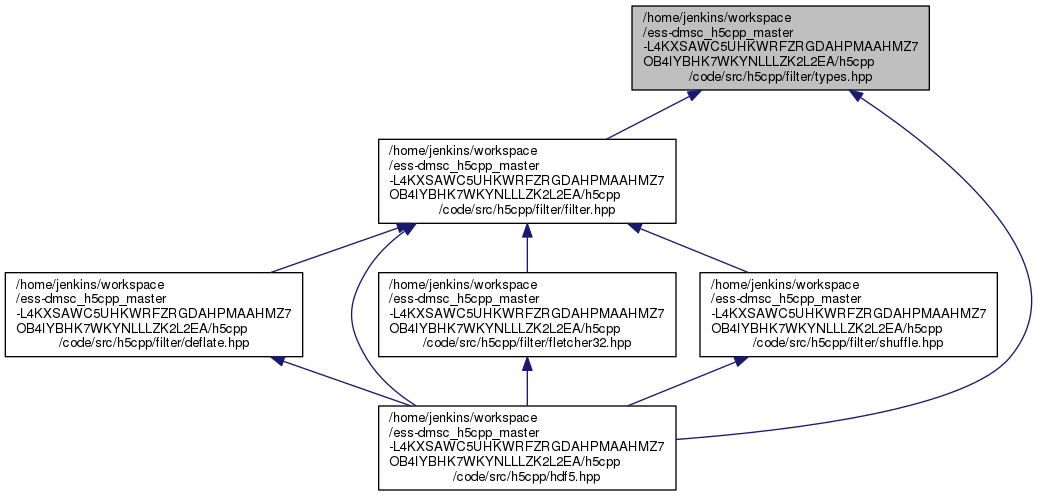 /home/jenkins/workspace
/ess-dmsc_h5cpp_master
-L4KXSAWC5UHKWRFZRGDAHPMAAHMZ7
OB4IYBHK7WKYNLLLZK2L2EA/h5cpp
/code/src/h5cpp/filter/types.hpp
/home/jenkins/workspace
/ess-dmsc_h5cpp_master
-L4KXSAWC5UHKWRFZRGDAHPMAAHMZ7
OB4IYBHK7WKYNLLLZK2L2EA/h5cpp
/code/src/h5cpp/filter/filter.hpp
/home/jenkins/workspace
/ess-dmsc_h5cpp_master
-L4KXSAWC5UHKWRFZRGDAHPMAAHMZ7
OB4IYBHK7WKYNLLLZK2L2EA/h5cpp
/code/src/h5cpp/filter/deflate.hpp
/home/jenkins/workspace
/ess-dmsc_h5cpp_master
-L4KXSAWC5UHKWRFZRGDAHPMAAHMZ7
OB4IYBHK7WKYNLLLZK2L2EA/h5cpp
/code/src/h5cpp/filter/fletcher32.hpp
/home/jenkins/workspace
/ess-dmsc_h5cpp_master
-L4KXSAWC5UHKWRFZRGDAHPMAAHMZ7
OB4IYBHK7WKYNLLLZK2L2EA/h5cpp
/code/src/h5cpp/filter/shuffle.hpp
/home/jenkins/workspace
/ess-dmsc_h5cpp_master
-L4KXSAWC5UHKWRFZRGDAHPMAAHMZ7
OB4IYBHK7WKYNLLLZK2L2EA/h5cpp
/code/src/h5cpp/hdf5.hpp